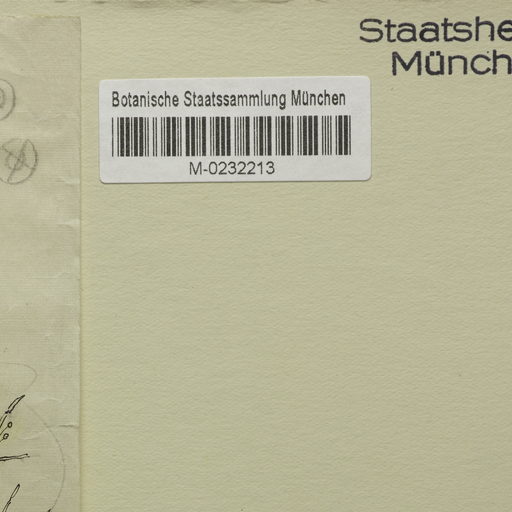 Staatshe
Münch
Botanische Staatssammlung München
M-0232213